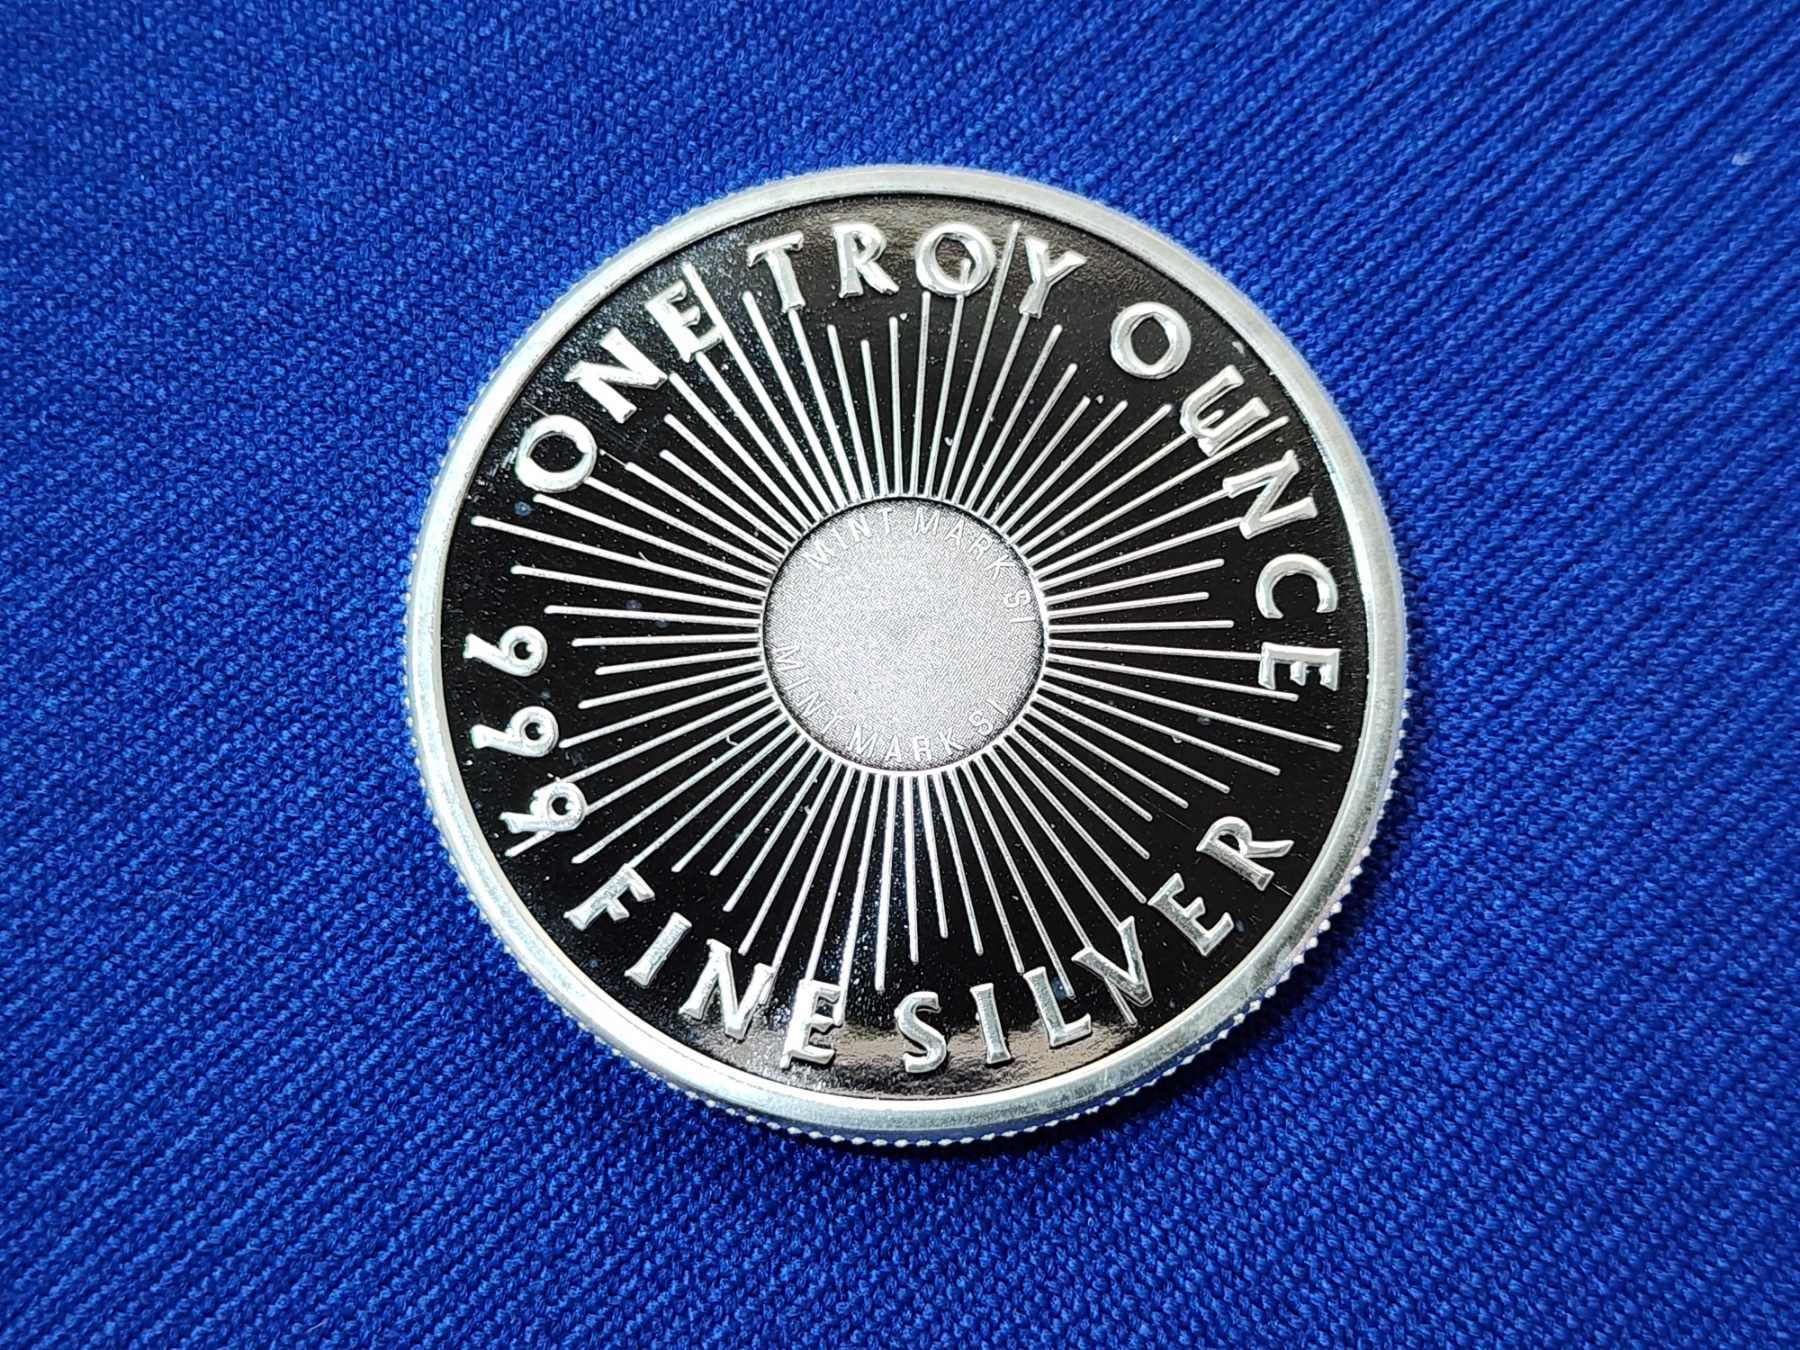 ONE TROY OUNCE
999 FINE SILVER
MINT MARK SI
MINT MARK SI